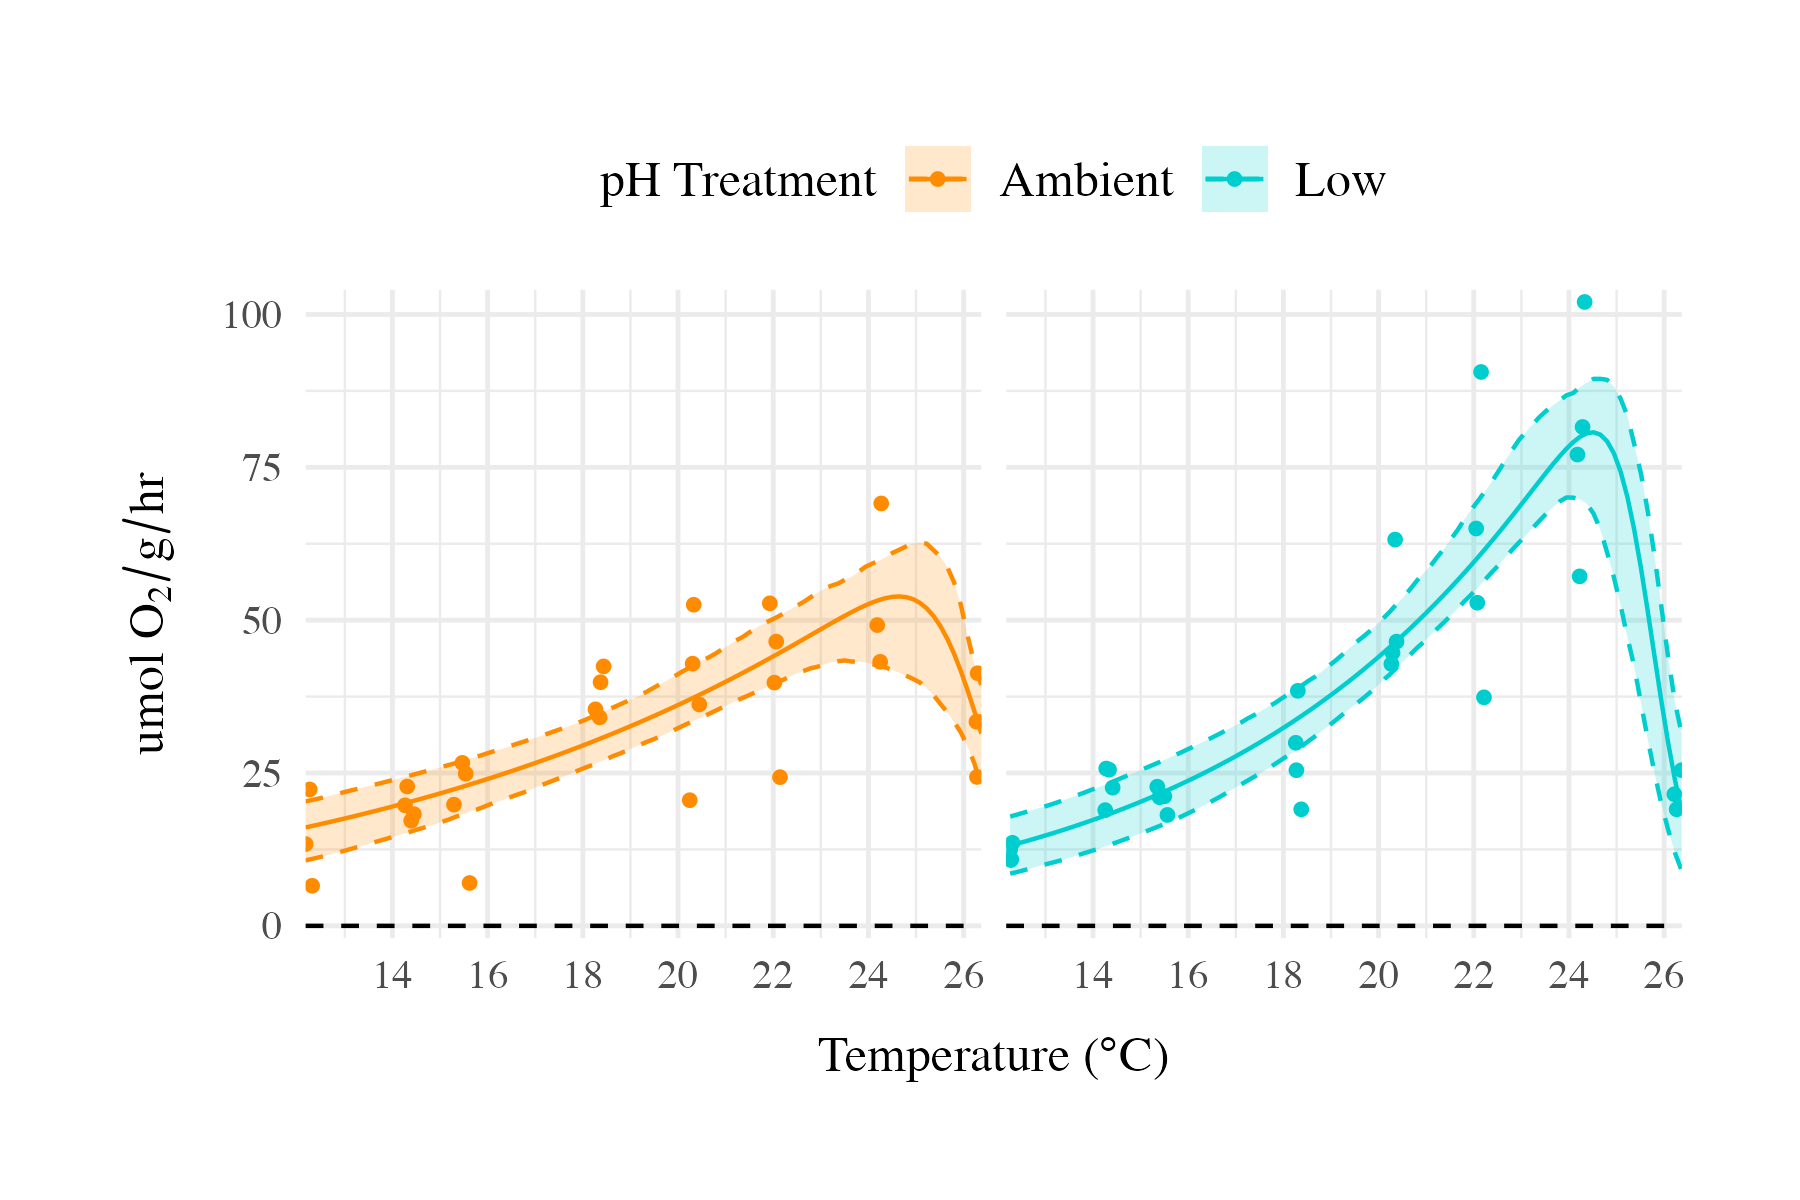 pH Treatment Ambient Low
umol O₂/g/hr
100
75
50
25
0
14 16 18 20 22 24 26 14 16 18 20 22 24 26
Temperature (°C)